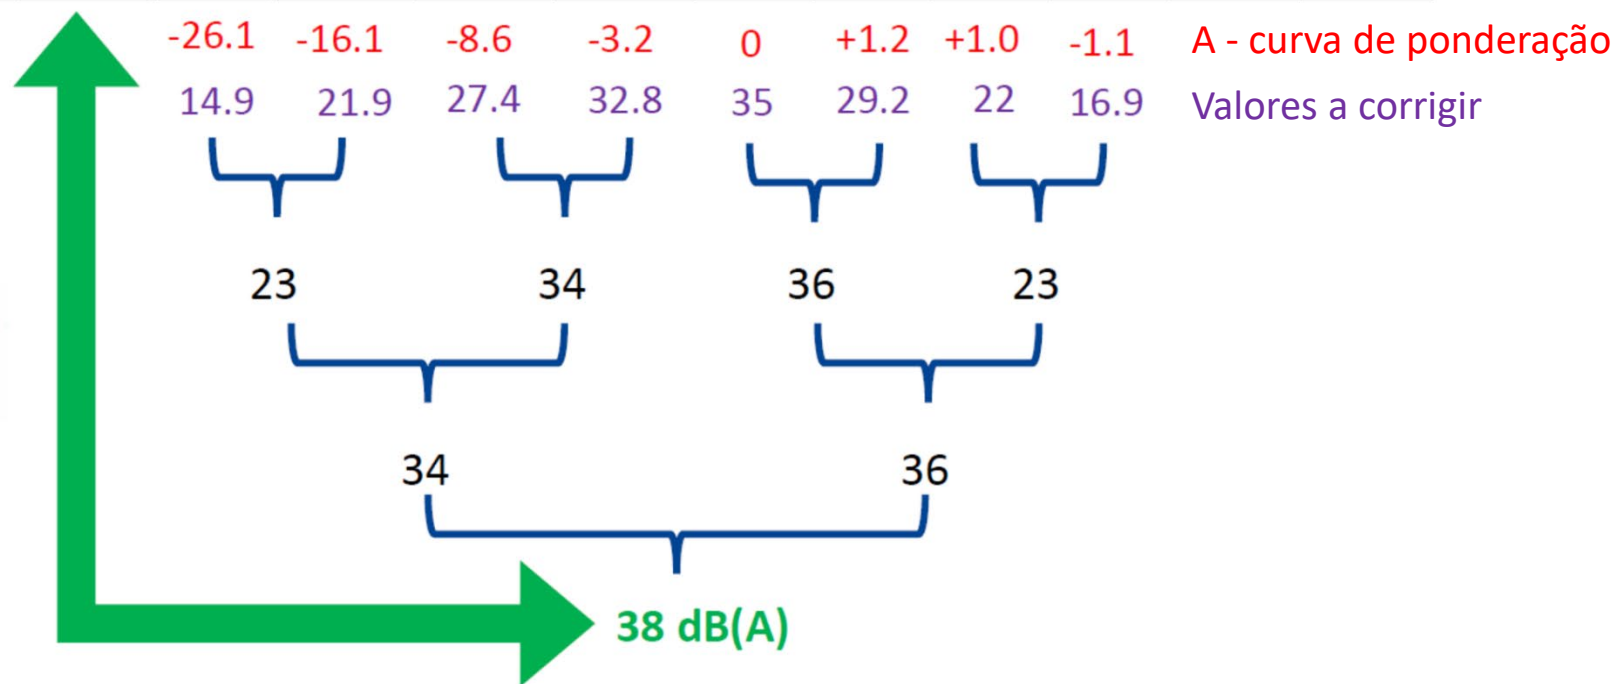 -26.1 -16.1 -8.6 -3.2 0 +1.2 +1.0 -1.1 A - curva de ponderação
14.9 21.9 27.4 32.8 35 29.2 22 16.9 Valores a corrigir
23 34 36 23
34 36
38 dB(A)